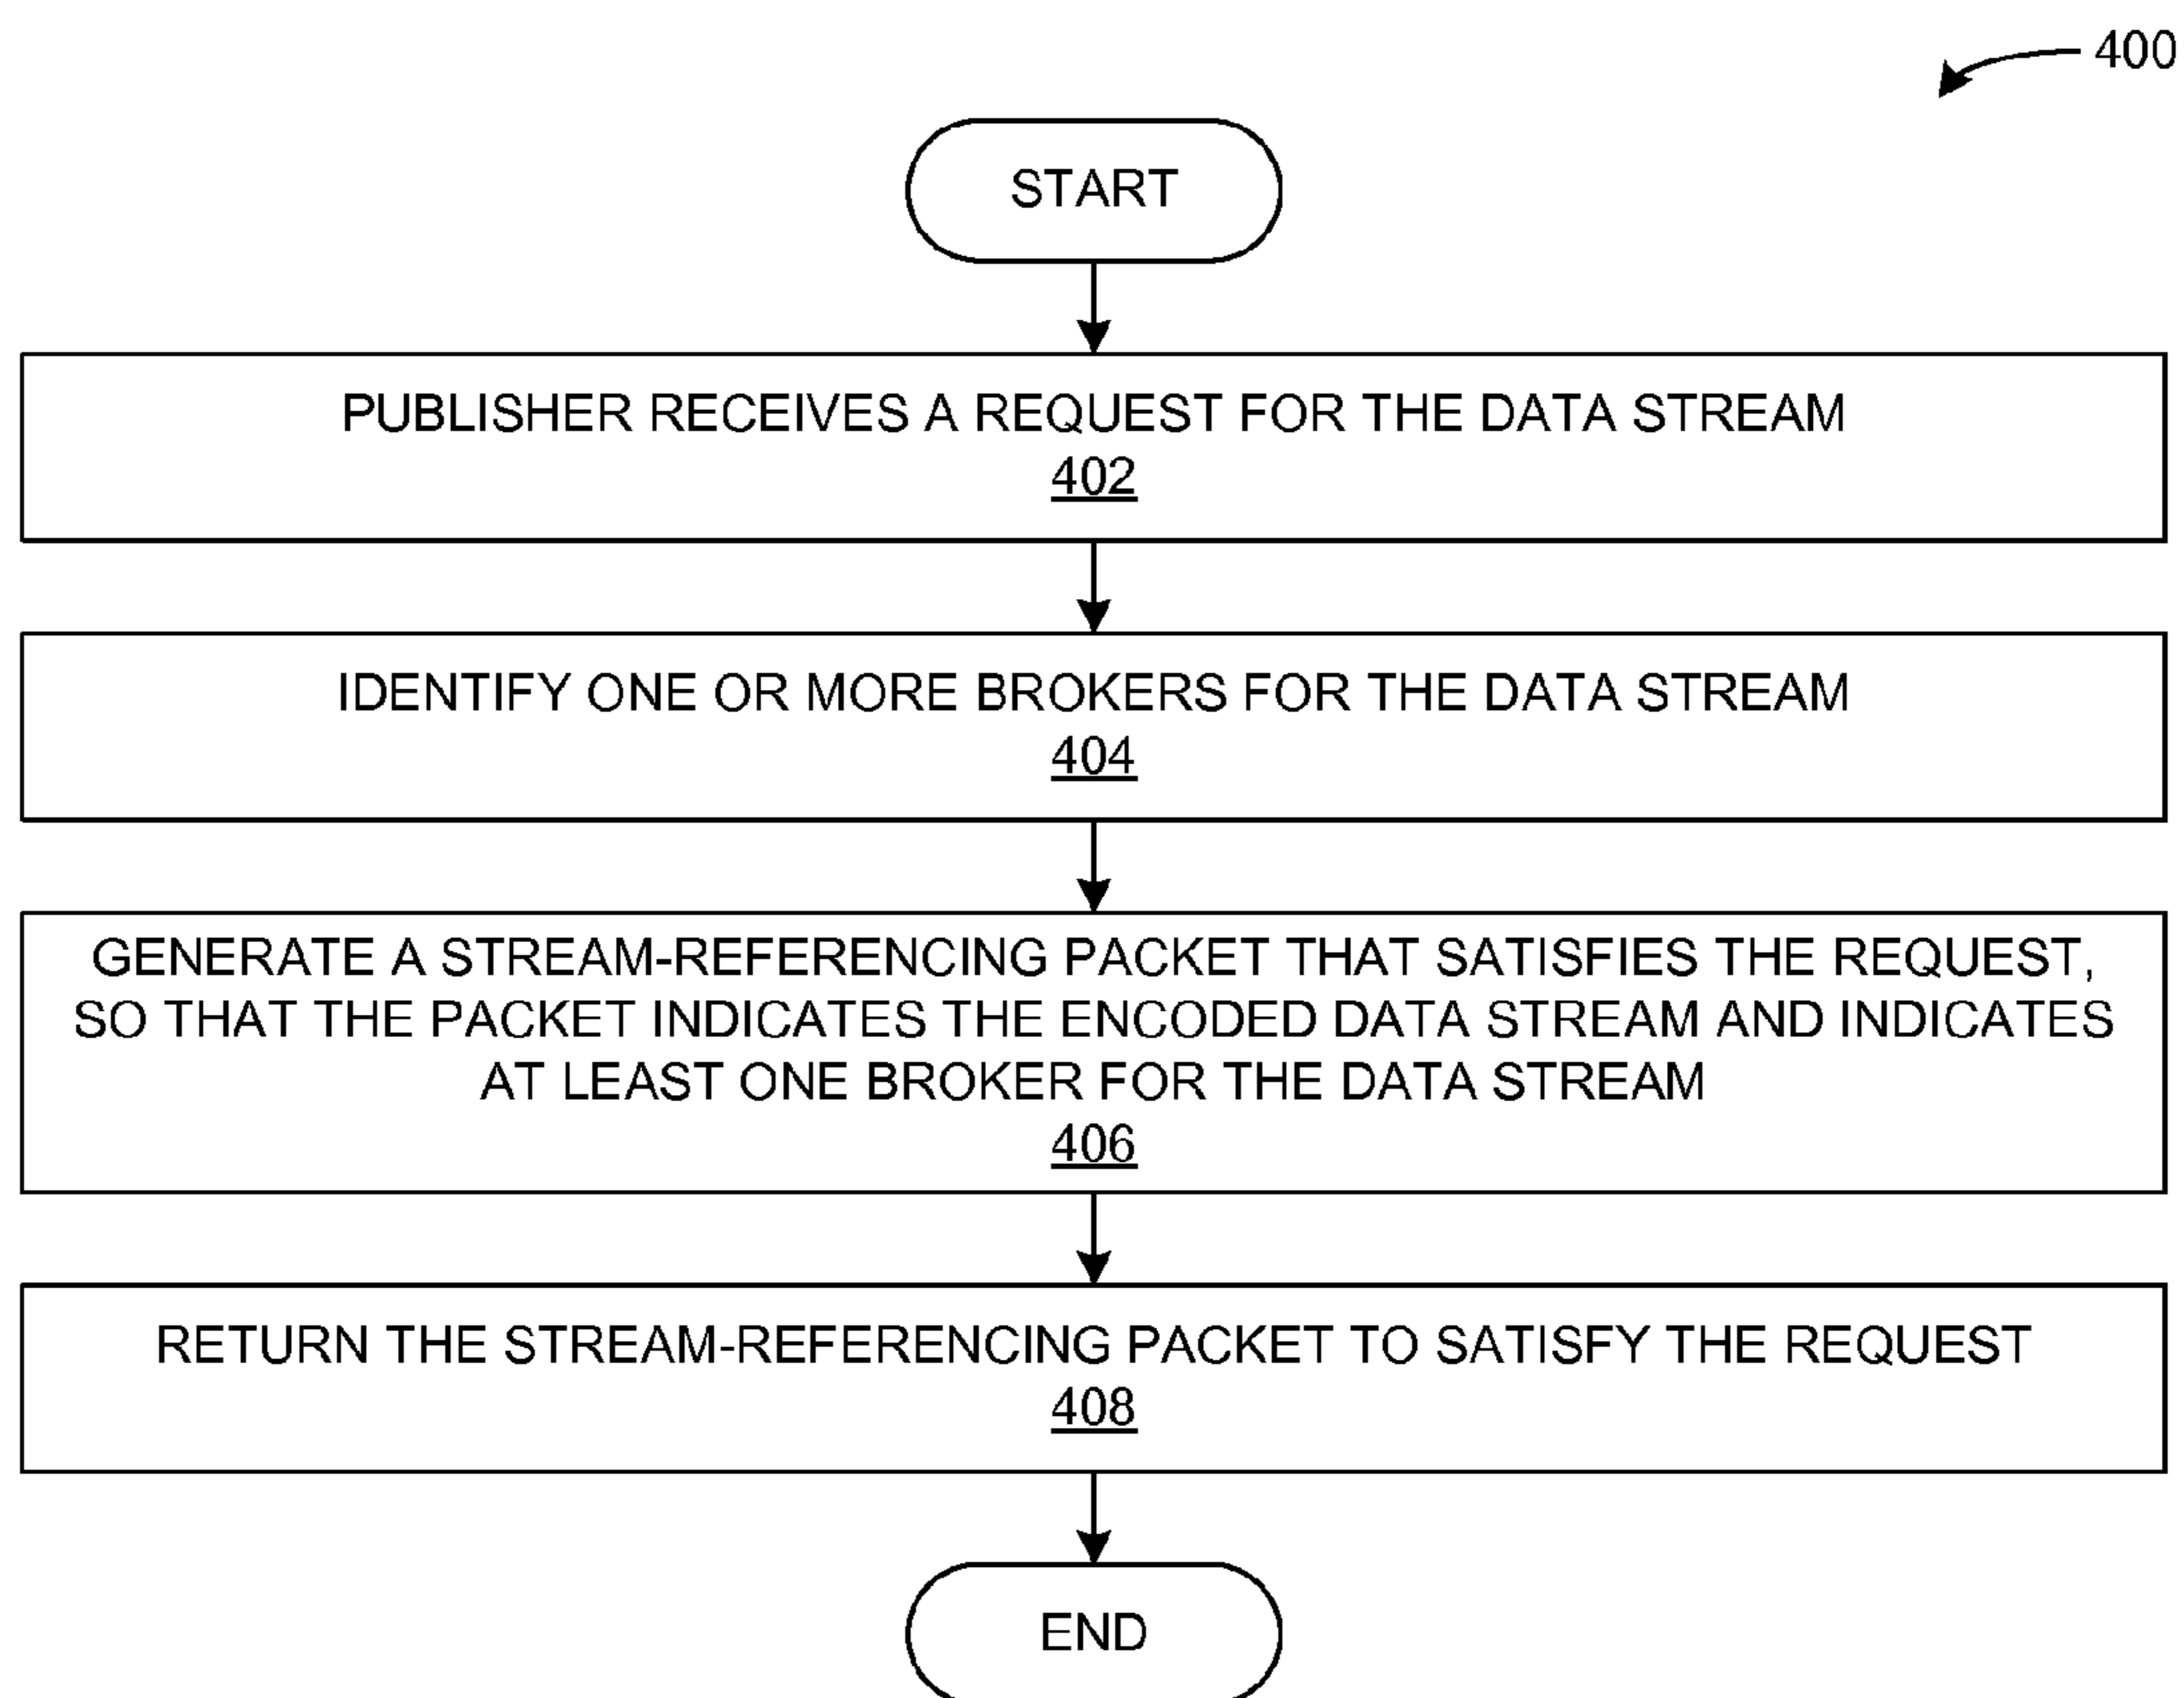 400
START
PUBLISHER RECEIVES A REQUEST FOR THE DATA STREAM
402
IDENTIFY ONE OR MORE BROKERS FOR THE DATA STREAM
404
GENERATE A STREAM-REFERENCING PACKET THAT SATISFIES THE REQUEST,
SO THAT THE PACKET INDICATES THE ENCODED DATA STREAM AND INDICATES
AT LEAST ONE BROKER FOR THE DATA STREAM
406
RETURN THE STREAM-REFERENCING PACKET TO SATISFY THE REQUEST
408
END